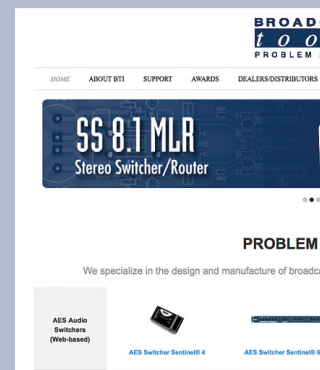 BROAD
too
PROBLEM
HOME ABOUT BTI SUPPORT AWARDS DEALERS/DISTRIBUTORS
SS 8.1 MLR
Stereo Switcher/Router
PROBLEM
We specialize in the design and manufacture of broadca
AES Audio
Switchers
(Web-based)
AES Switcher Sentinel® 4 AES Switcher Sentinel® 6